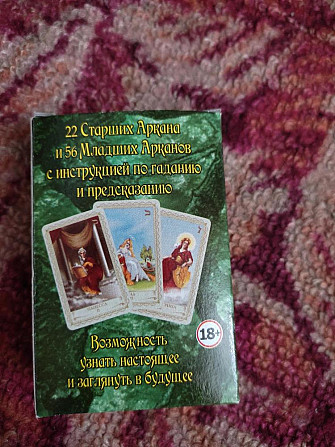 22 Старших Аркана
и 56 Младших Арканов
с инструкцией по гаданию
и предсказанию
Возможность
узнать настоящее
и заглянуть в будущее
18+